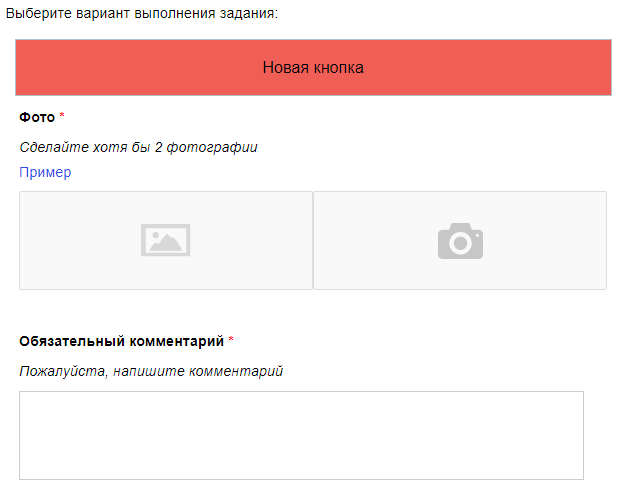 Выберите вариант выполнения задания:
Новая кнопка
Фото *
Сделайте хотя бы 2 фотографии
Пример
Обязательный комментарий *
Пожалуйста, напишите комментарий